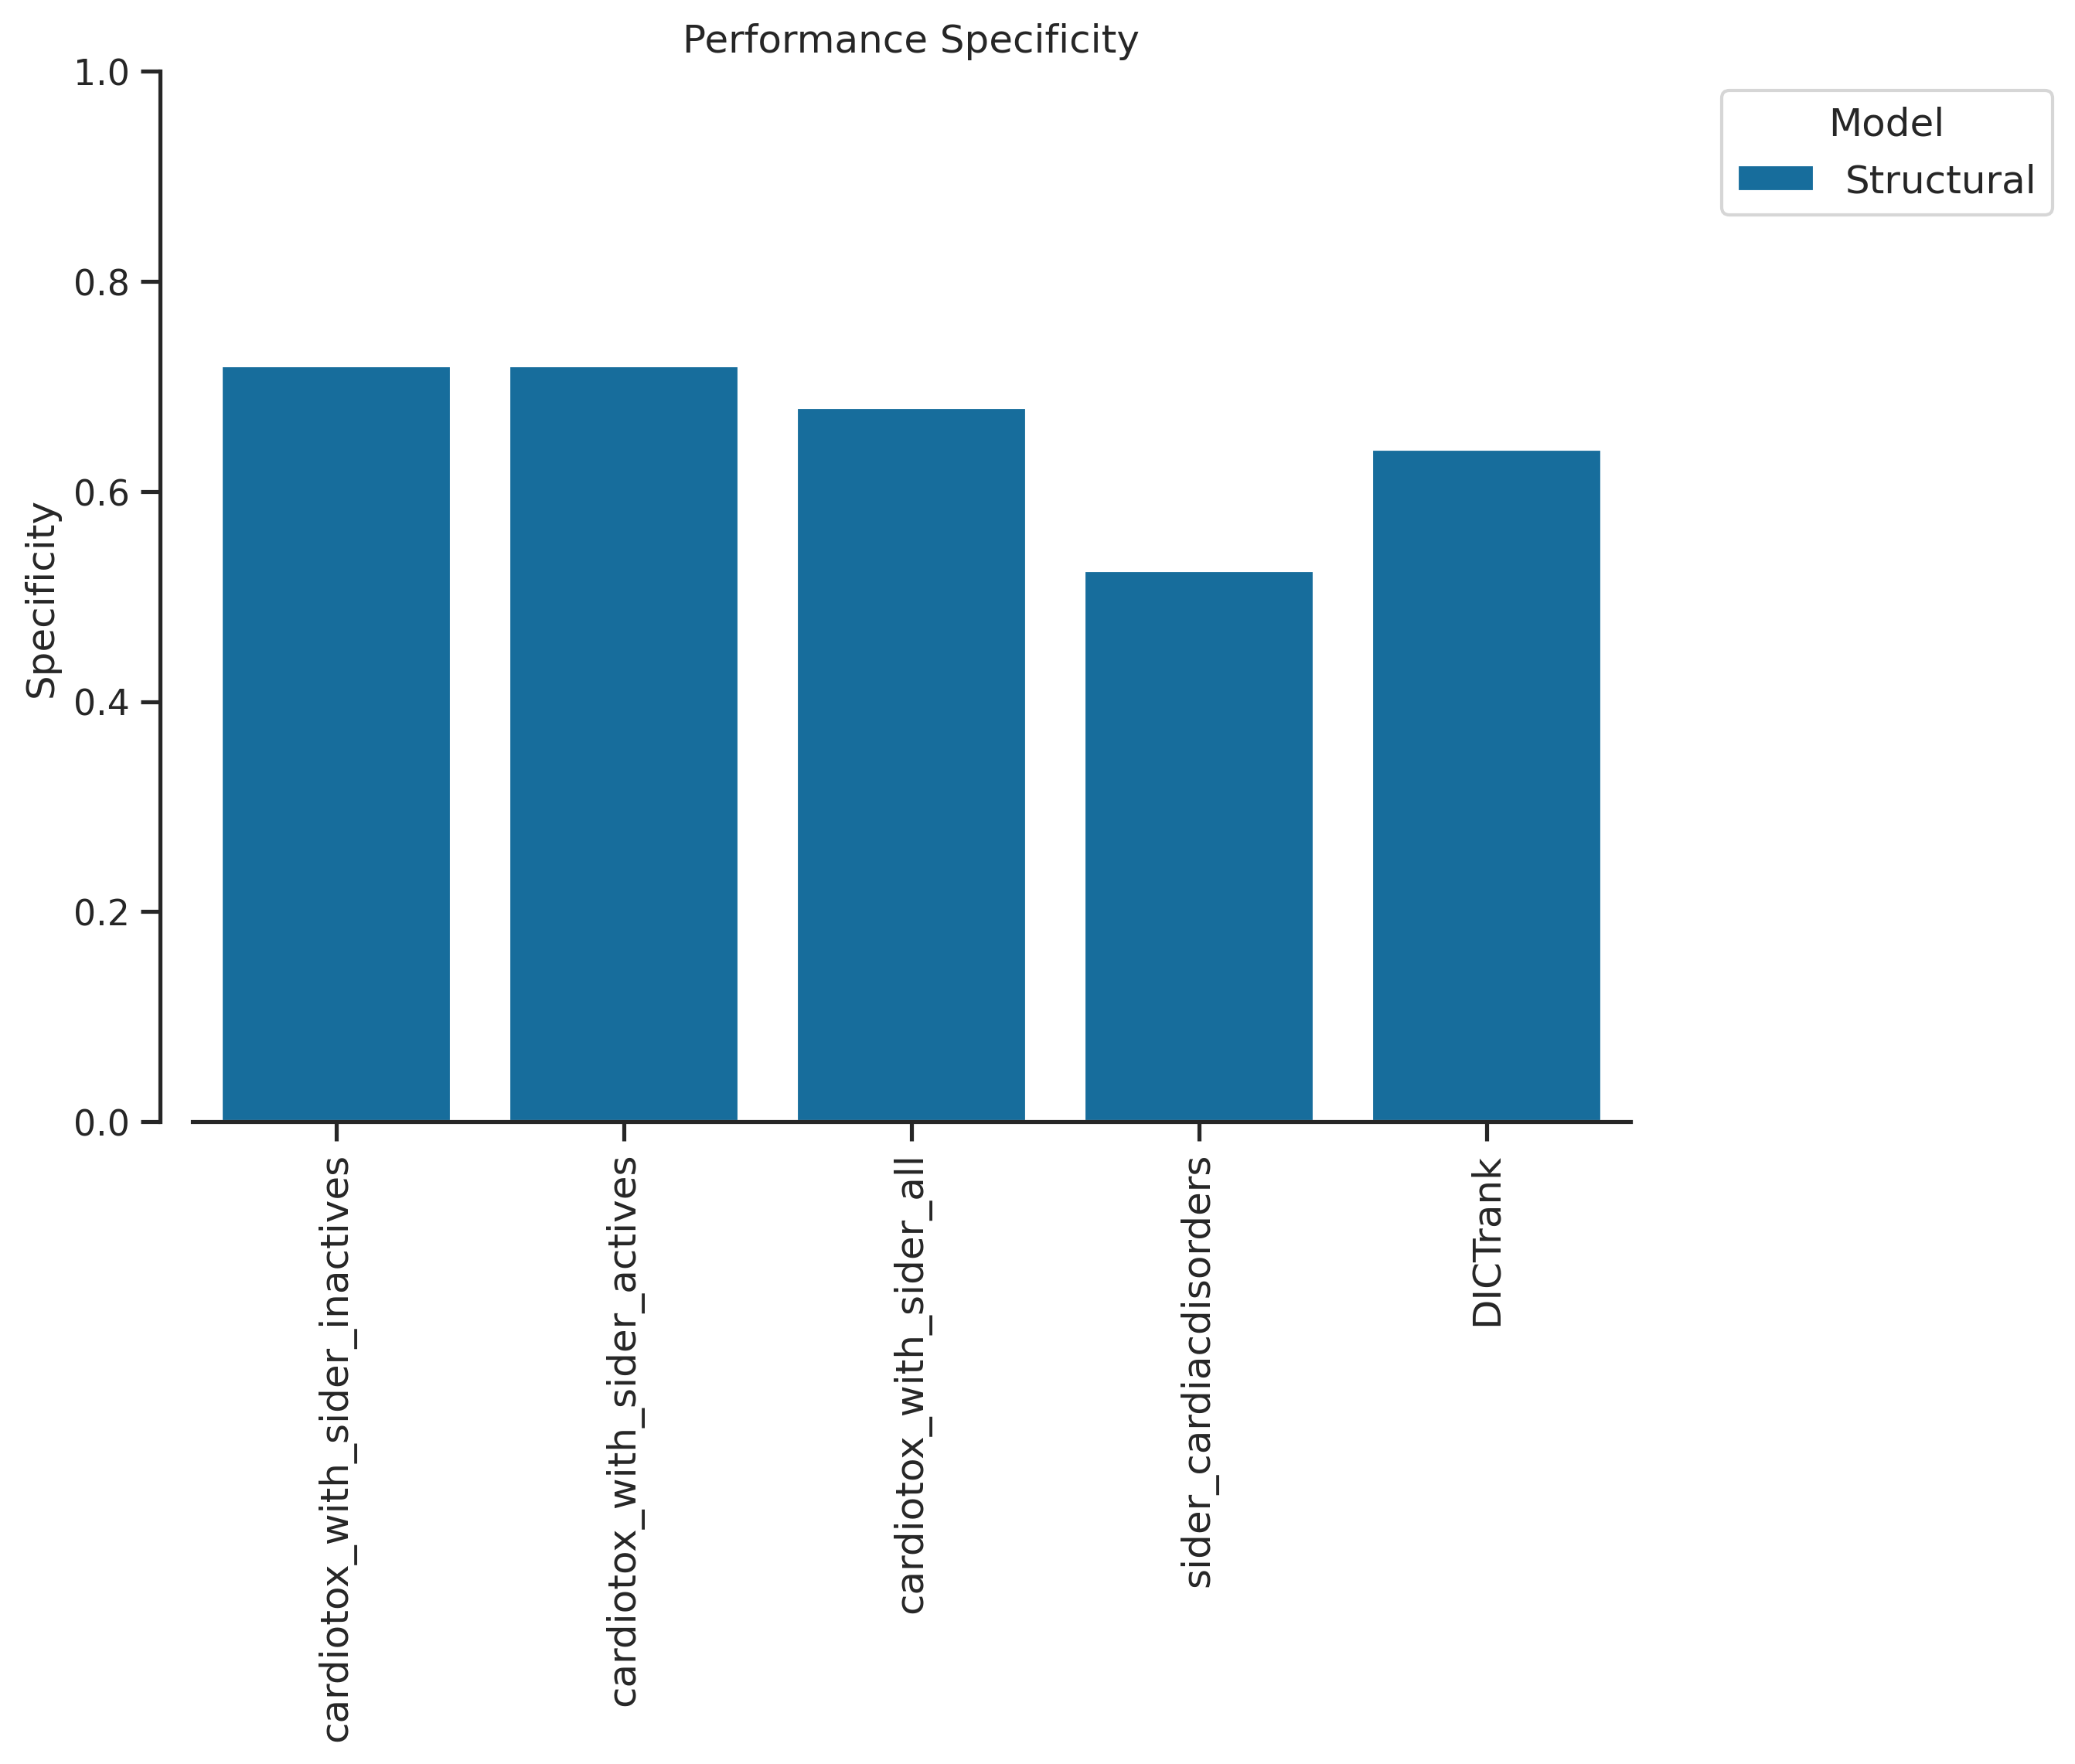 Performance Specificity
1.0
0.8
0.6
0.4
0.2
0.0
Specificity
Model
Structural
cardiotox_with_sider_inactives
cardiotox_with_sider_actives
cardiotox_with_sider_all
sider_cardiacdisorders
DICTrank